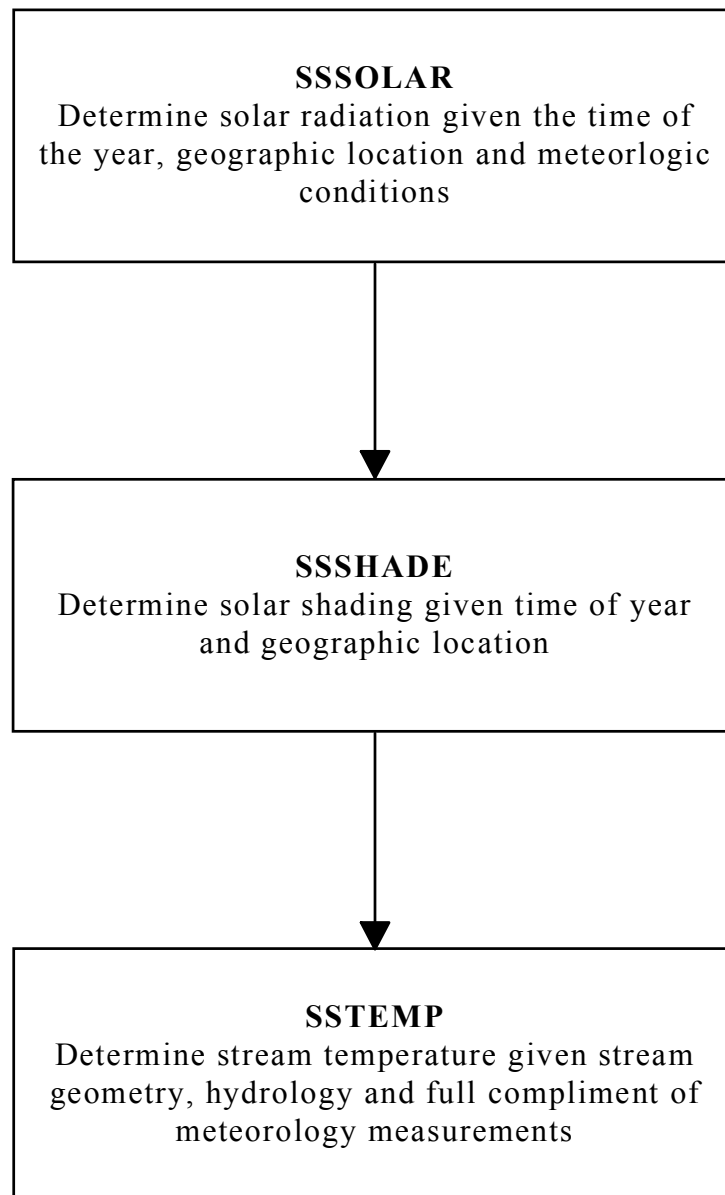 SSSOLAR
Determine solar radiation given the time of
the year, geographic location and meteorlogic
conditions
SSSHADE
Determine solar shading given time of year
and geographic location
SSTEMP
Determine stream temperature given stream
geometry, hydrology and full compliment of
meteorology measurements